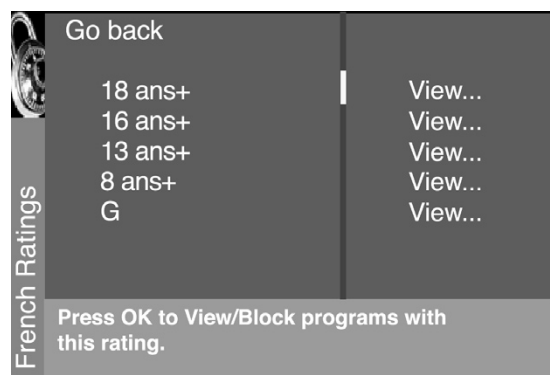 Go back
18 ans+ View...
16 ans+ View...
13 ans+ View...
8 ans+ View...
G View...
French Ratings
Press OK to View/Block programs with
this rating.